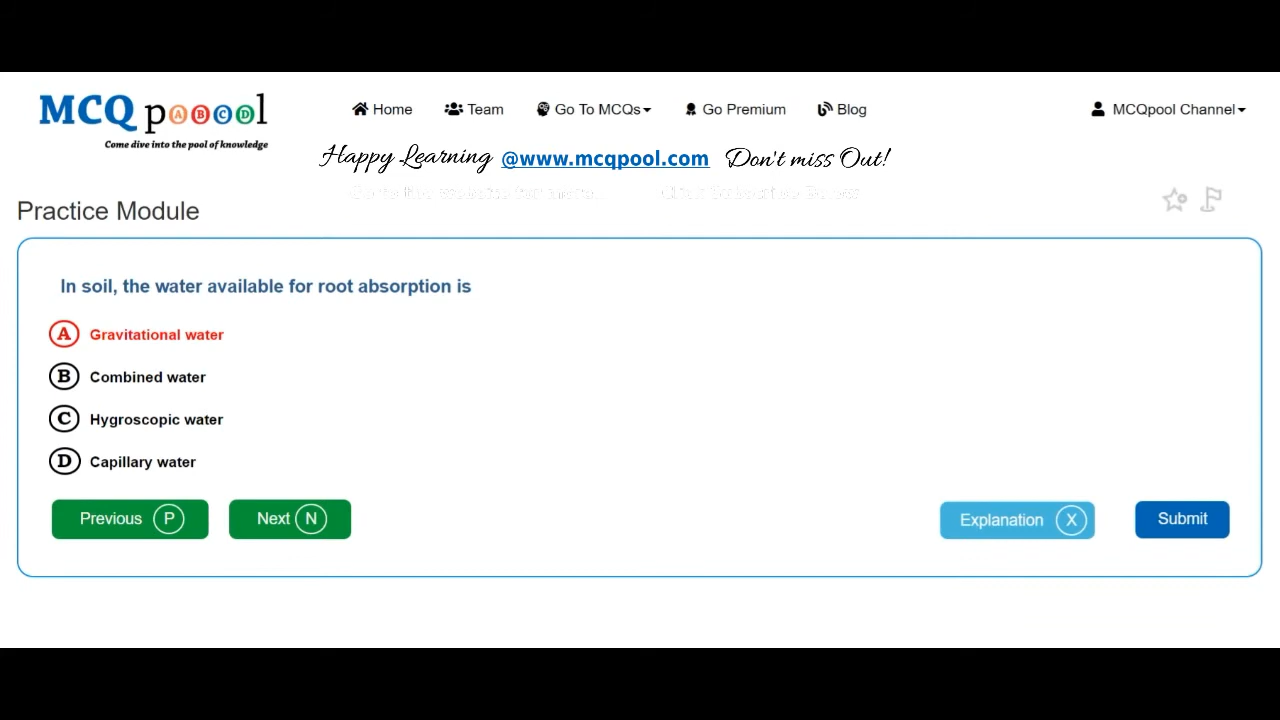 MCQ pABCDl
Come dive into the pool of knowledge
Home Team Go To MCQs Go Premium Blog MCQpool Channel
Happy Learning @www.mcqpool.com Don't miss Out!
Practice Module
In soil, the water available for root absorption is
A Gravitational water
B Combined water
C Hygroscopic water
D Capillary water
Previous P Next N Explanation X Submit